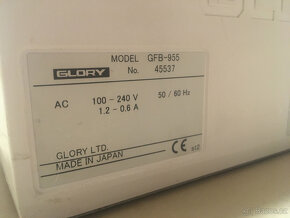 MODEL GFB-955
GLORY No. 45537
AC 100-240 V 50 / 60 Hz
1.2-0.6 A
GLORY LTD.
MADE IN JAPAN CE